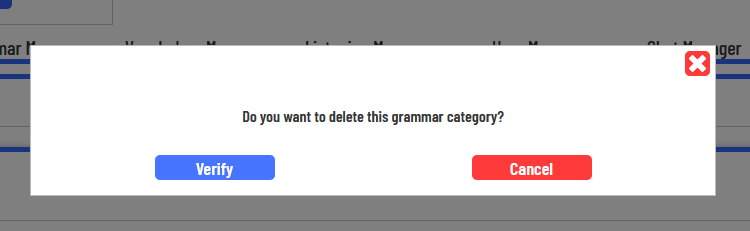 Do you want to delete this grammar category?
Verify
Cancel